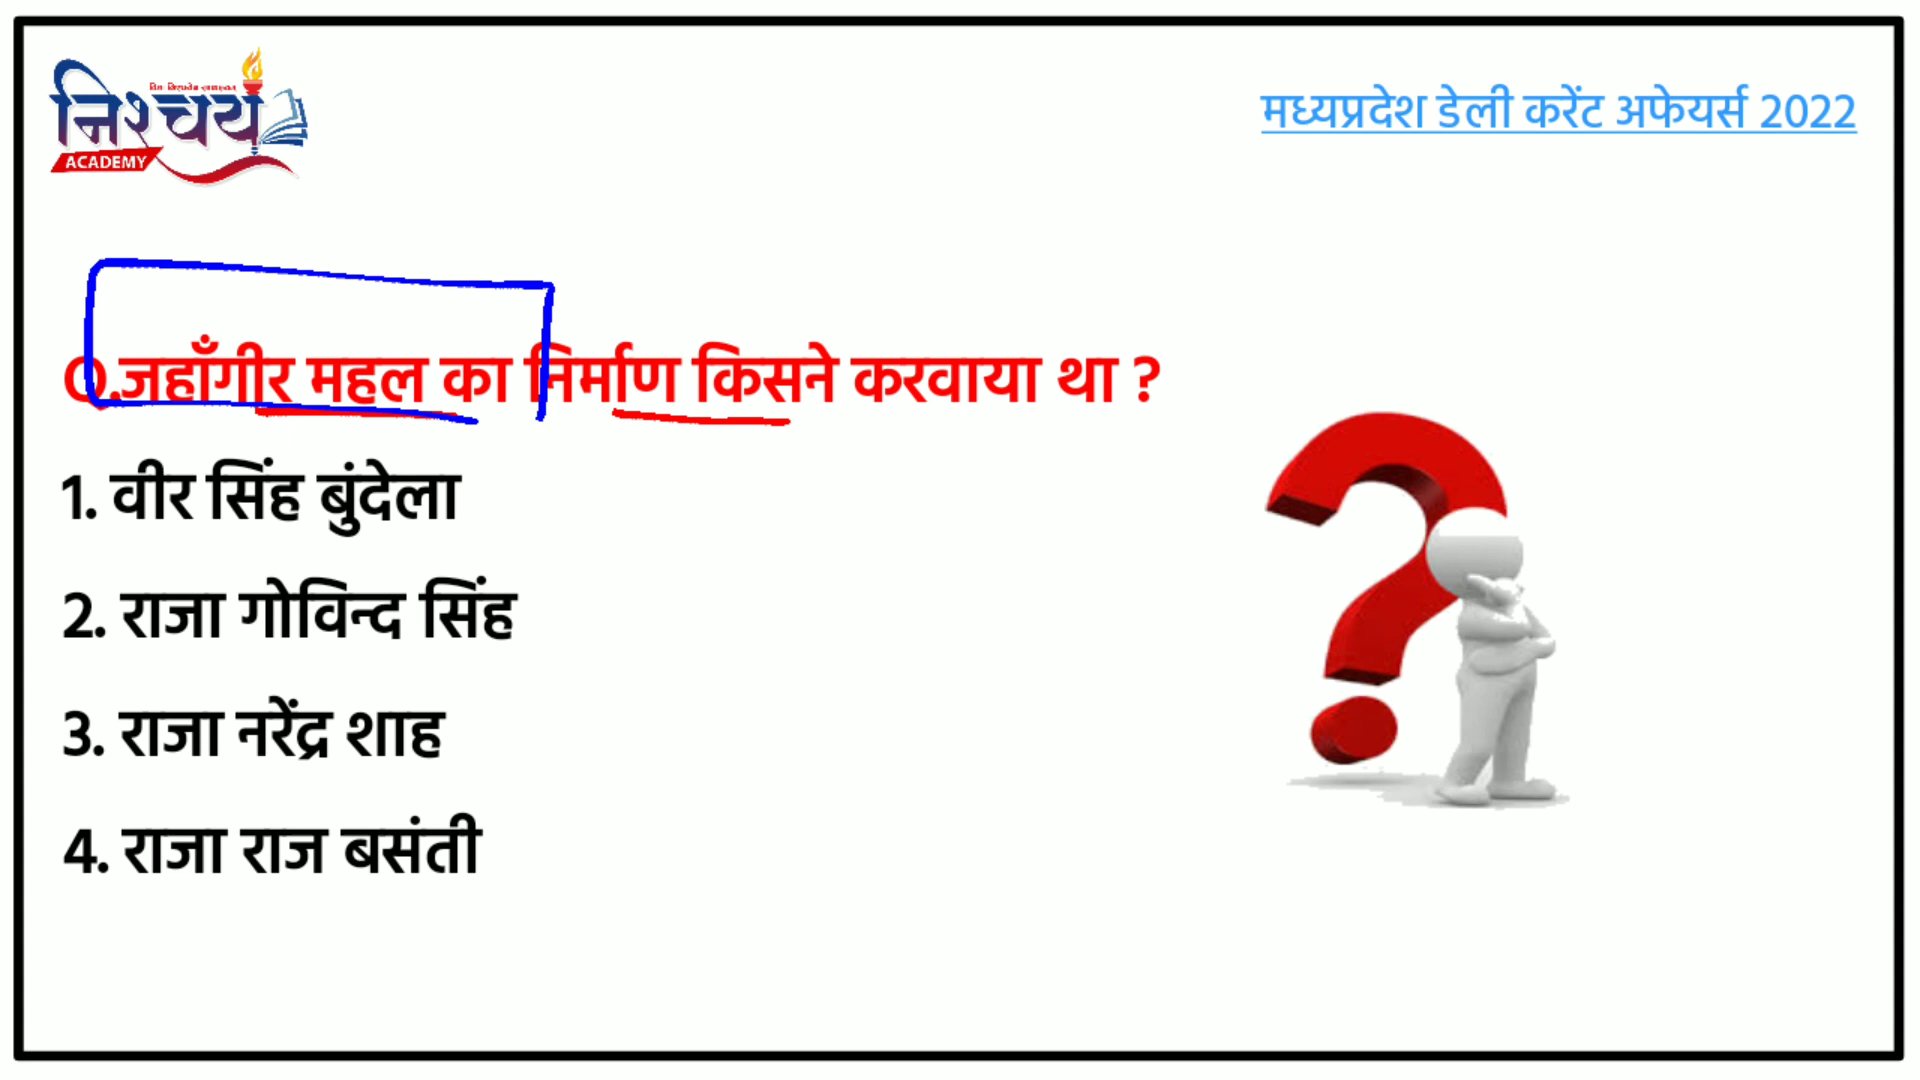 निश्चय
ACADEMY
मध्यप्रदेश डेली करेंट अफेयर्स 2022
Q.जहाँगीर महल का निर्माण किसने करवाया था ?
1. वीर सिंह बुंदेला
2. राजा गोविन्द सिंह
3. राजा नरेंद्र शाह
4. राजा राज बसंती